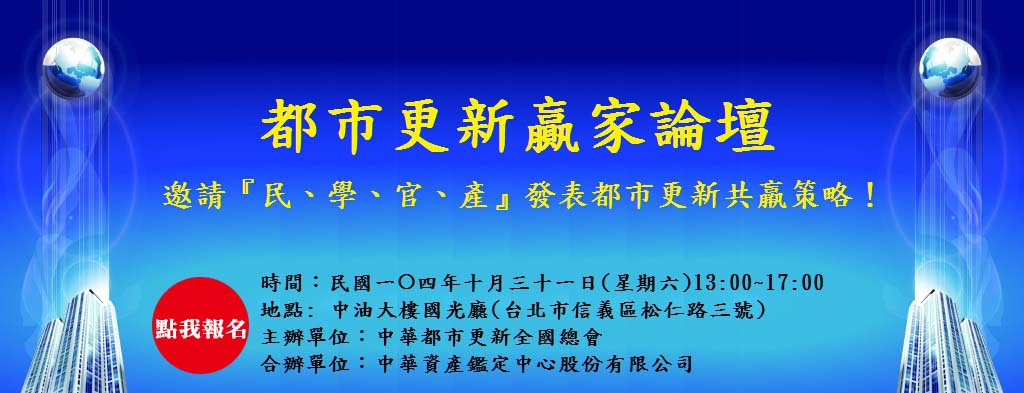 都市更新贏家論壇
邀請『民、學、官、產』發表都市更新共贏策略！
時間：民國一〇四年十月三十一日(星期六)13:00~17:00
地點: 中油大樓國光廳(台北市信義區松仁路三號)
主辦單位：中華都市更新全國總會
合辦單位：中華資產鑑定中心股份有限公司
點我報名